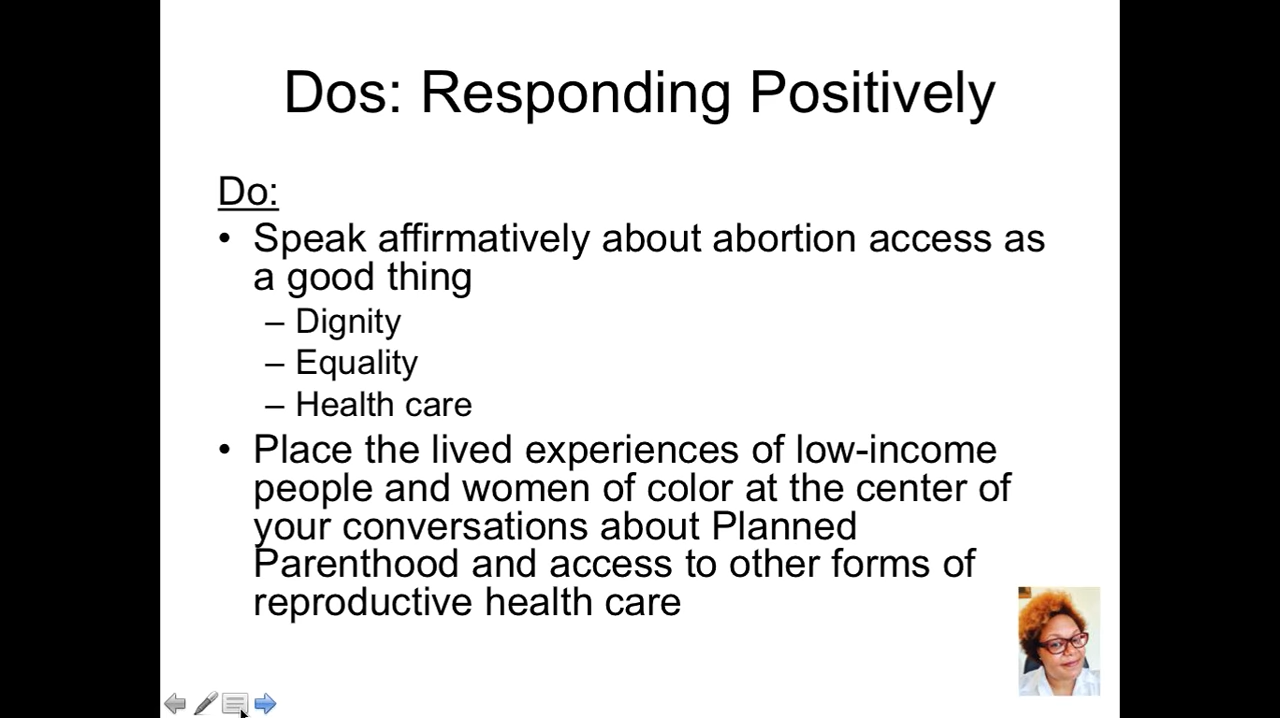 Dos: Responding Positively
Do:
• Speak affirmatively about abortion access as
a good thing
– Dignity
– Equality
– Health care
• Place the lived experiences of low-income
people and women of color at the center of
your conversations about Planned
Parenthood and access to other forms of
reproductive health care